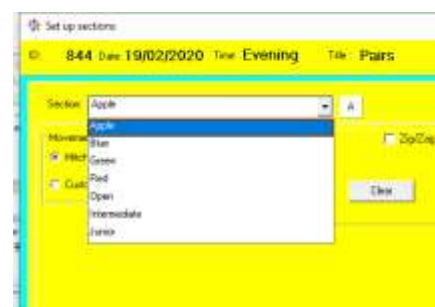 Set up sections
ID: 844 Date 19/02/2020 Time Evening Title: Pairs
Section Apple A
Apple
Blue
Green
Red
Open
Intermediate
Junior
Zip/Zag
Clear